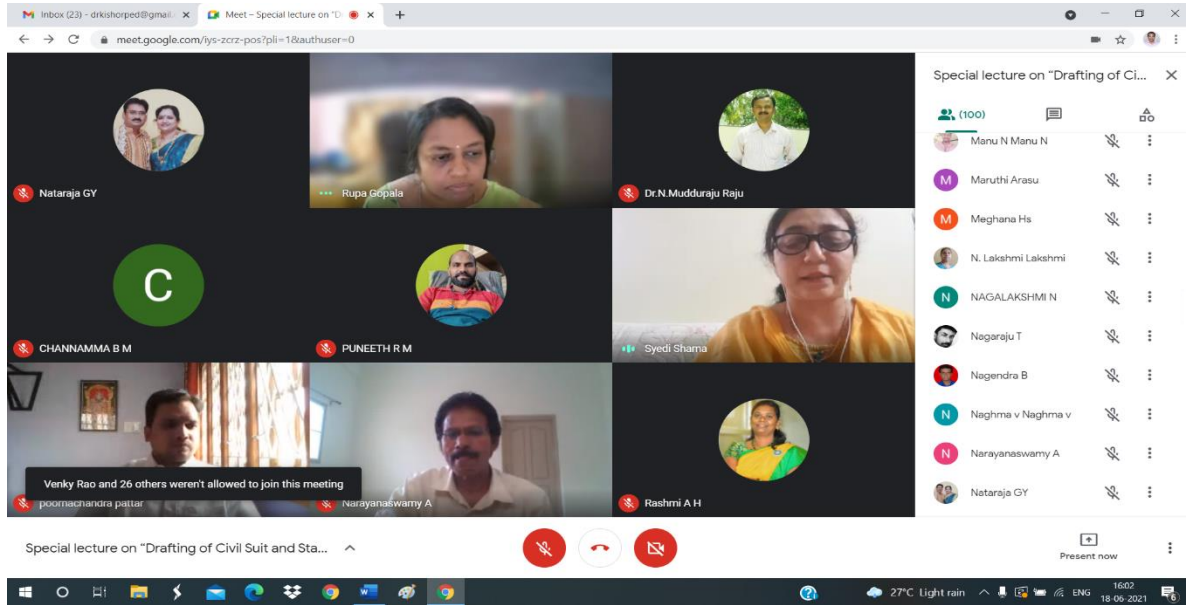 Inbox (23) - drkishorped@gmail.
Meet – Special lecture on "D
meet.google.com/iys-zcrz-pos?pli=1&authuser=0
Nataraja GY
Rupa Gopala
Dr.N.Mudduraju Raju
C
CHANNAMMA B M
PUNEETH R M
Syedi Shama
Venky Rao and 26 others weren't allowed to join this meeting
poornachandra pattar
Narayanaswamy A
Rashmi A H
Special lecture on "Drafting of Ci...
(100)
Manu N Manu N
M Maruthi Arasu
M Meghana Hs
N. Lakshmi Lakshmi
N NAGALAKSHMI N
Nagaraju T
Nagendra B
N Naghma v Naghma v
N Narayanaswamy A
Nataraja GY
Special lecture on "Drafting of Civil Suit and Sta...
Present now
27°C Light rain
ENG
16:02
18-06-2021
6